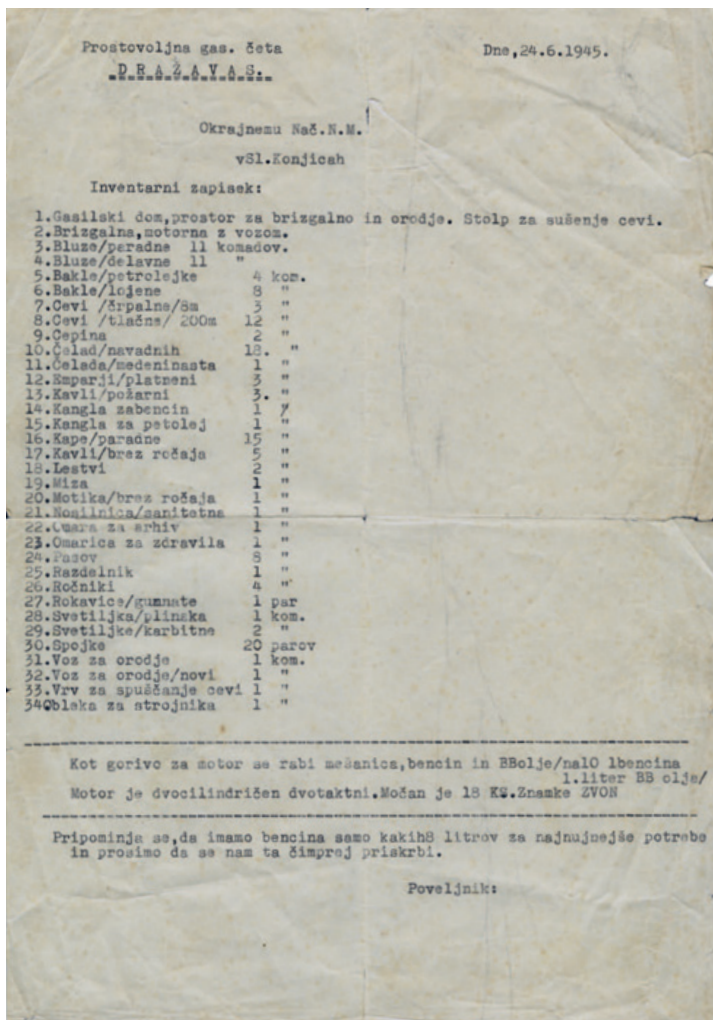 Prostovoljna gas. četa
Dne,24.6.1945.
D R A Ž A V A S.
Okrajnemu Nač.N.M.
vSl.Konjicah
Inventarni zapisek:
1.Gasilski dom,prostor za brizgalno in orodje. Stolp za sušenje cevi.
2.Brizgalna,motorna z vozom.
3.Bluze/paradne 11 komadov.
4.Bluze/delavne 11 "
5.Bakle/petrolejke 4 kom.
6.Bakle/lojene 8 "
7.Cevi /črpalne/8m 3 "
8.Cevi /tlačne/ 200m 12 "
9.Cepina 2 "
10.Čelad/navadnih 18. "
11.Čelada/medeninasta 1 "
12.Emparji/platneni 3 "
13.Kavli/požarni 3. "
14.Kangla zabencin 1 "
15.Kangla za petolej 1 "
16.Kape/paradne 15 "
17.Kavli/brez ročaja 5 "
18.Lestvi 2 "
19.Miza 1 "
20.Motika/brez ročaja 1 "
21.Nosilnica/sanitetna 1 "
22.Omara za arhiv 1 "
23.Omarica za zdravila 1 "
24.Pasov 8 "
25.Razdelnik 1 "
26.Ročniki 4 "
27.Rokavice/gumnate 1 par
28.Svetiljka/plinska 1 kom.
29.Svetiljke/karbitne 2 "
30.Spojke 20 parov
31.Voz za orodje 1 kom.
32.Voz za orodje/novi 1 "
33.Vrv za spuščanje cevi 1 "
34Obleka za strojnika 1 "
Kot gorivo za motor se rabi mešanica,bencin in BBolje/na10 lbencina
1.liter BB olje/
Motor je dvocilindričen dvotaktni.Močan je 18 KS.Znamke ZVON
Pripominja se,da imamo bencina samo kakih8 litrov za najnujnejše potrebe
in prosimo da se nam ta čimprej priskrbi.
Poveljnik: